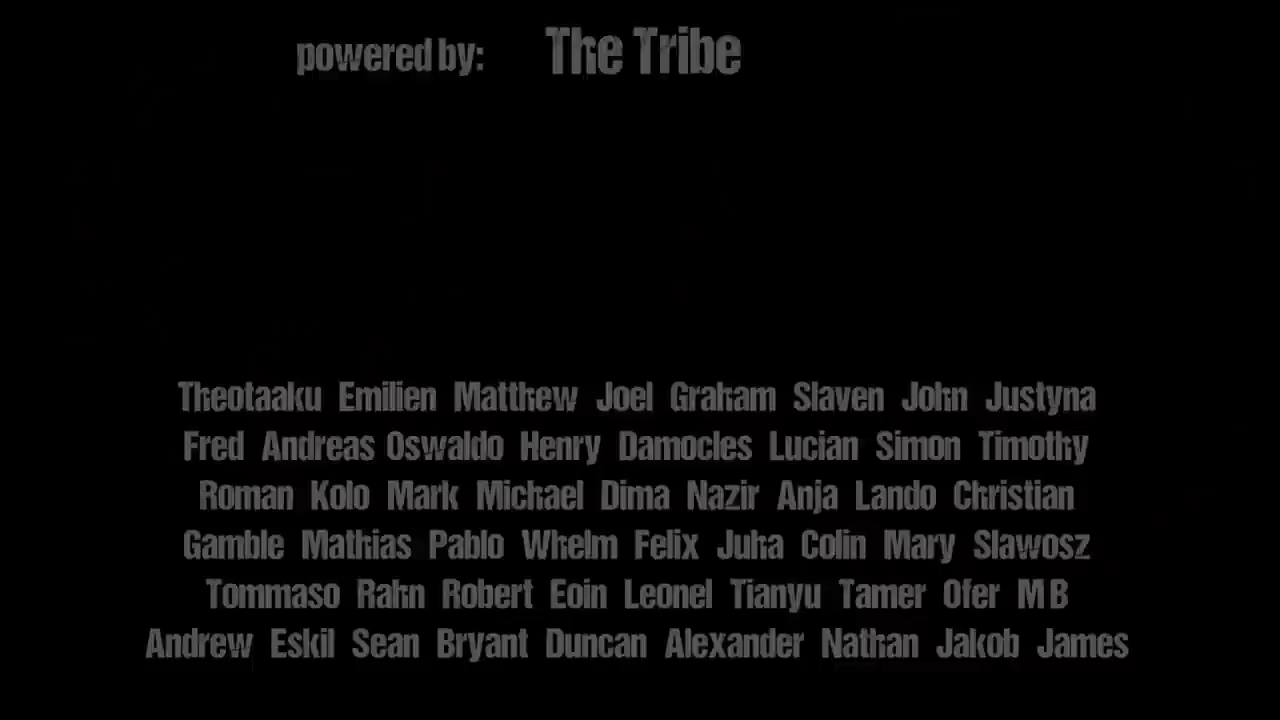 powered by: The Tribe
Theotaaku Emilien Matthew Joel Graham Slaven John Justyna
Fred Andreas Oswaldo Henry Damocles Lucian Simon Timothy
Roman Kolo Mark Michael Dima Nazir Anja Lando Christian
Gamble Mathias Pablo Whelm Felix Juha Colin Mary Slawosz
Tommaso Rahn Robert Eoin Leonel Tianyu Tamer Ofer M B
Andrew Eskil Sean Bryant Duncan Alexander Nathan Jakob James